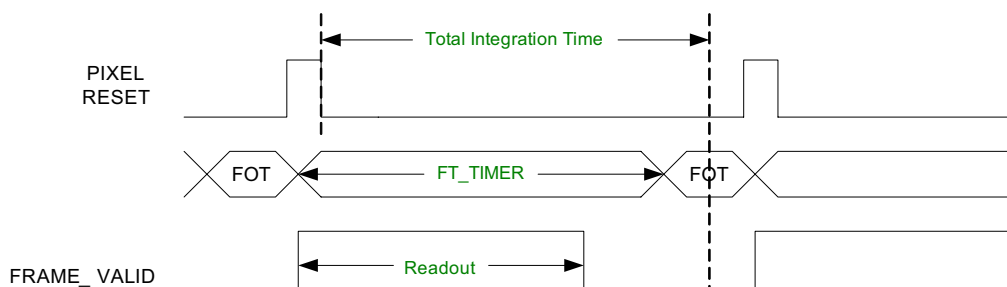 Total Integration Time
PIXEL
RESET
FOT
FT_TIMER
FOT
Readout
FRAME_ VALID